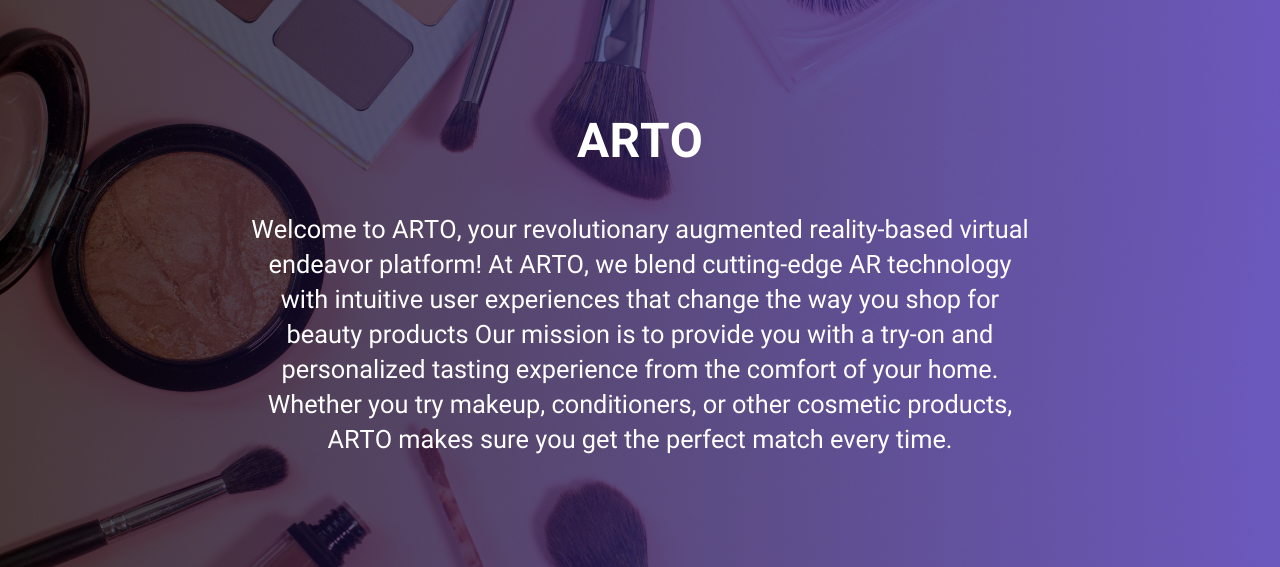 ARTO
Welcome to ARTO, your revolutionary augmented reality-based virtual
endeavor platform! At ARTO, we blend cutting-edge AR technology
with intuitive user experiences that change the way you shop for
beauty products Our mission is to provide you with a try-on and
personalized tasting experience from the comfort of your home.
Whether you try makeup, conditioners, or other cosmetic products,
ARTO makes sure you get the perfect match every time.